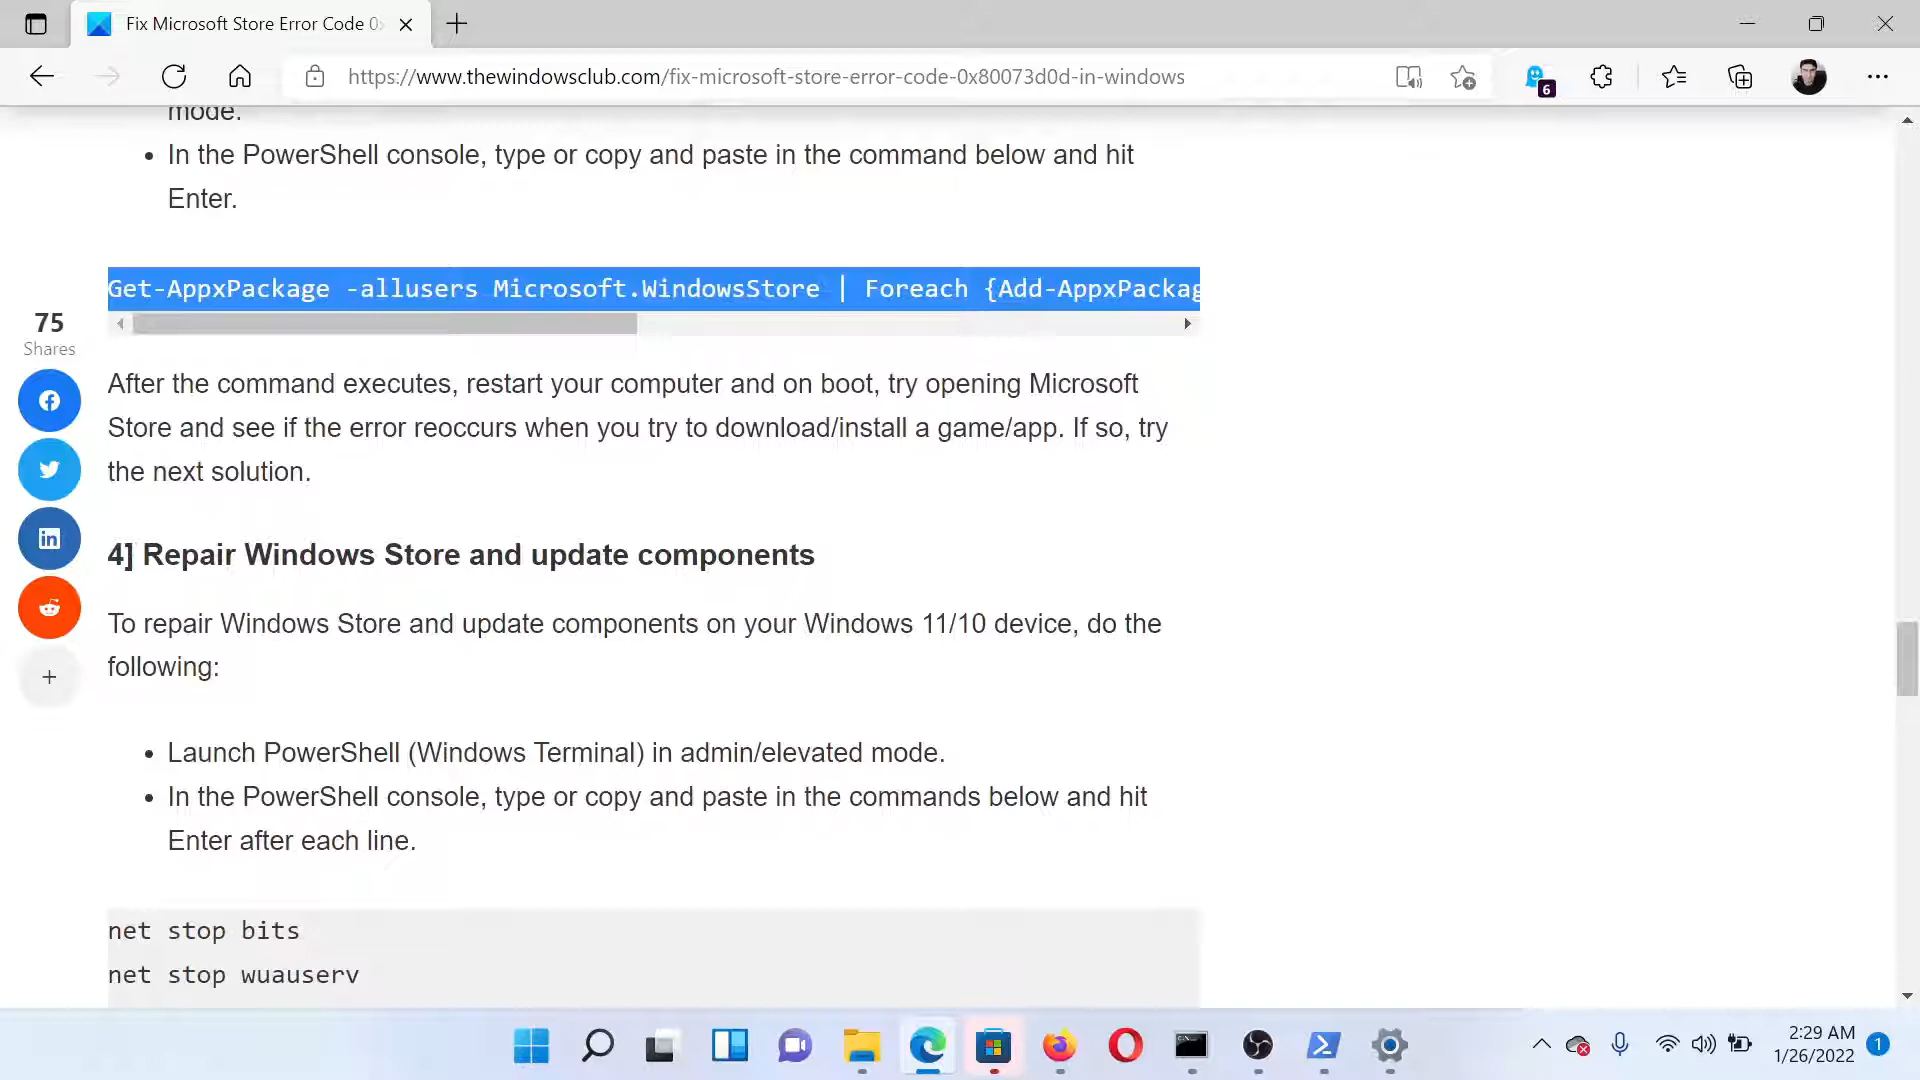 Fix Microsoft Store Error Code 0
https://www.thewindowsclub.com/fix-microsoft-store-error-code-0x80073d0d-in-windows
6
mode.
• In the PowerShell console, type or copy and paste in the command below and hit
Enter.
Get-AppxPackage -allusers Microsoft.WindowsStore | Foreach {Add-AppxPackag
75
Shares
After the command executes, restart your computer and on boot, try opening Microsoft
Store and see if the error reoccurs when you try to download/install a game/app. If so, try
the next solution.
4] Repair Windows Store and update components
To repair Windows Store and update components on your Windows 11/10 device, do the
following:
• Launch PowerShell (Windows Terminal) in admin/elevated mode.
• In the PowerShell console, type or copy and paste in the commands below and hit
Enter after each line.
net stop bits
net stop wuauserv
2:29 AM
1/26/2022
1